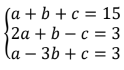 a + b + c = 15
2a + b − c = 3
a − 3b + c = 3